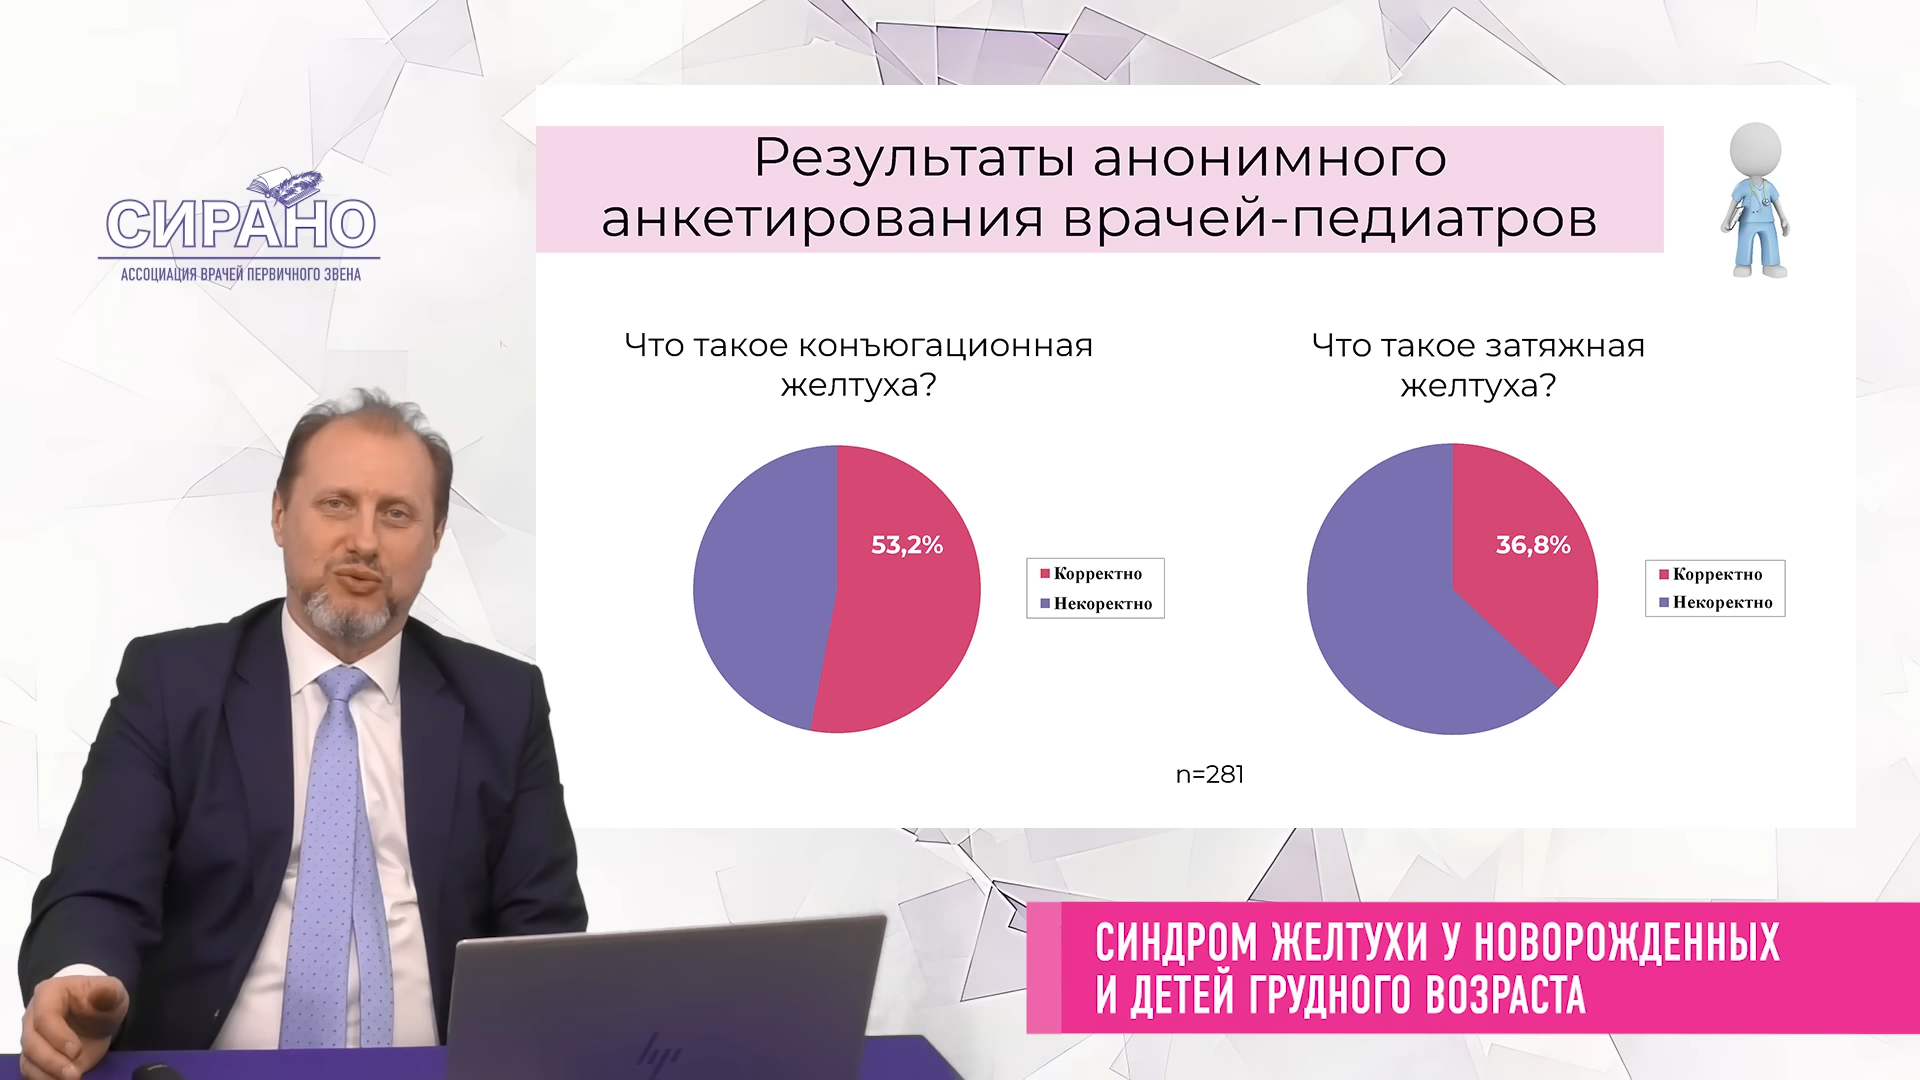 СИРАНО
АССОЦИАЦИЯ ВРАЧЕЙ ПЕРВИЧНОГО ЗВЕНА
Результаты анонимного
анкетирования врачей-педиатров
Что такое конъюгационная
желтуха?
53,2%
Корректно
Некоректно
Что такое затяжная
желтуха?
36,8%
Корректно
Некоректно
n=281
СИНДРОМ ЖЕЛТУХИ У НОВОРОЖДЕННЫХ
И ДЕТЕЙ ГРУДНОГО ВОЗРАСТА
hp